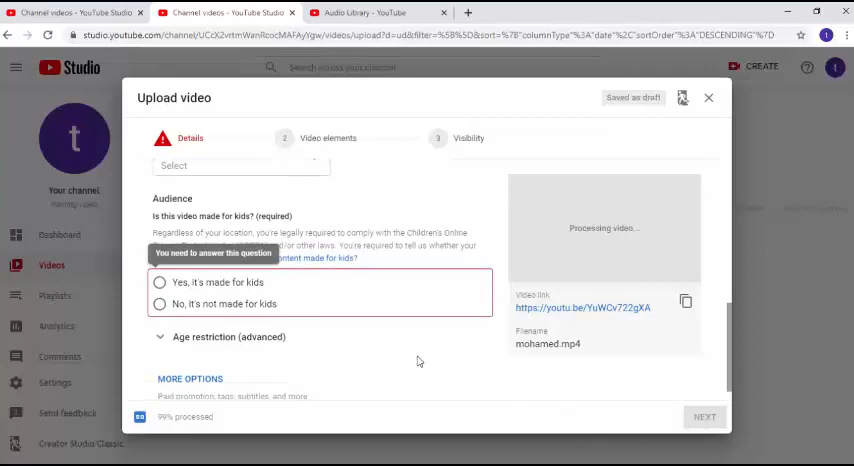 Channel videos - YouTube Studio
Channel videos - YouTube Studio
Audio Library - YouTube
studio.youtube.com/channel/UCcX2vrtmWanRcocMAFAyYgw/videos/upload?d=ud&filter=%5B%5D&sort=%7B"columnType"%3A"date"%2C"sortOrder"%3A"DESCENDING"%7D
1
Studio
Search across your channel
CREATE
t
Upload video
Saved as draft
Details
2 Video elements
3 Visibility
t
Your channel
Dashboard
Videos
Playlists
Analytics
Comments
Settings
Send feedback
Creator Studio Classic
Select
Audience
Is this video made for kids? (required)
Regardless of your location, you're legally required to comply with the Children's Online
and/or other laws. You're required to tell us whether your
You need to answer this question
content made for kids?
Yes, it's made for kids
No, it's not made for kids
Age restriction (advanced)
MORE OPTIONS
Paid promotion, tags, subtitles, and more
Processing video...
Video link
https://youtu.be/YuWCv722gXA
Filename
mohamed.mp4
SD
99% processed
NEXT